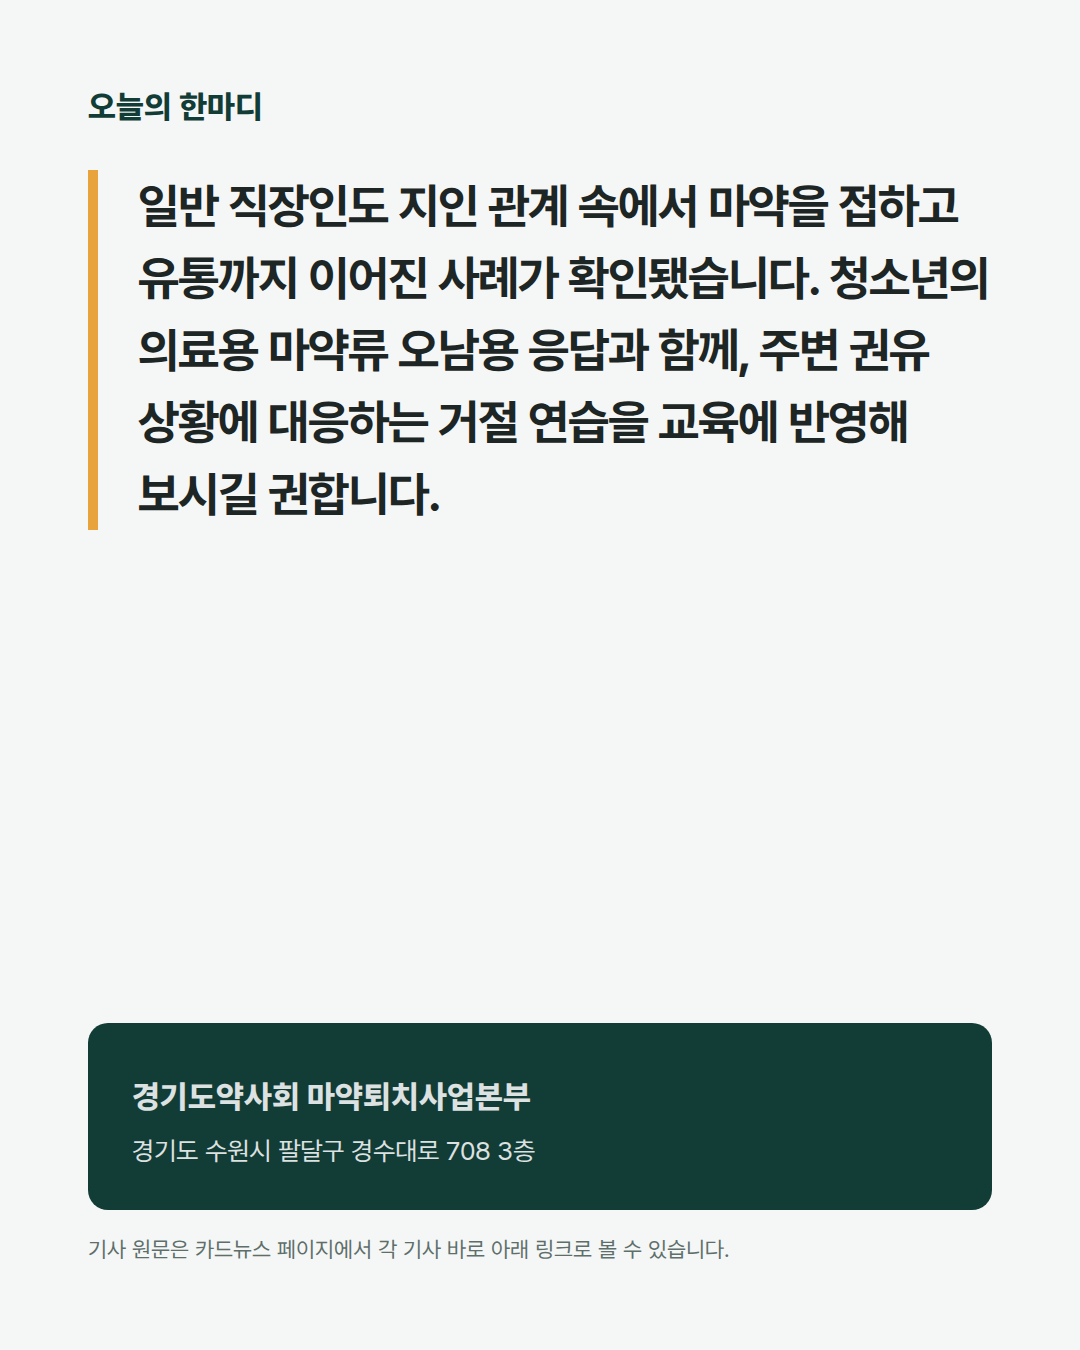 오늘의 한마디
일반 직장인도 지인 관계 속에서 마약을 접하고
유통까지 이어진 사례가 확인됐습니다. 청소년의
의료용 마약류 오남용 응답과 함께, 주변 권유
상황에 대응하는 거절 연습을 교육에 반영해
보시길 권합니다.
경기도약사회 마약퇴치사업본부
경기도 수원시 팔달구 경수대로 708 3층
기사 원문은 카드뉴스 페이지에서 각 기사 바로 아래 링크로 볼 수 있습니다.